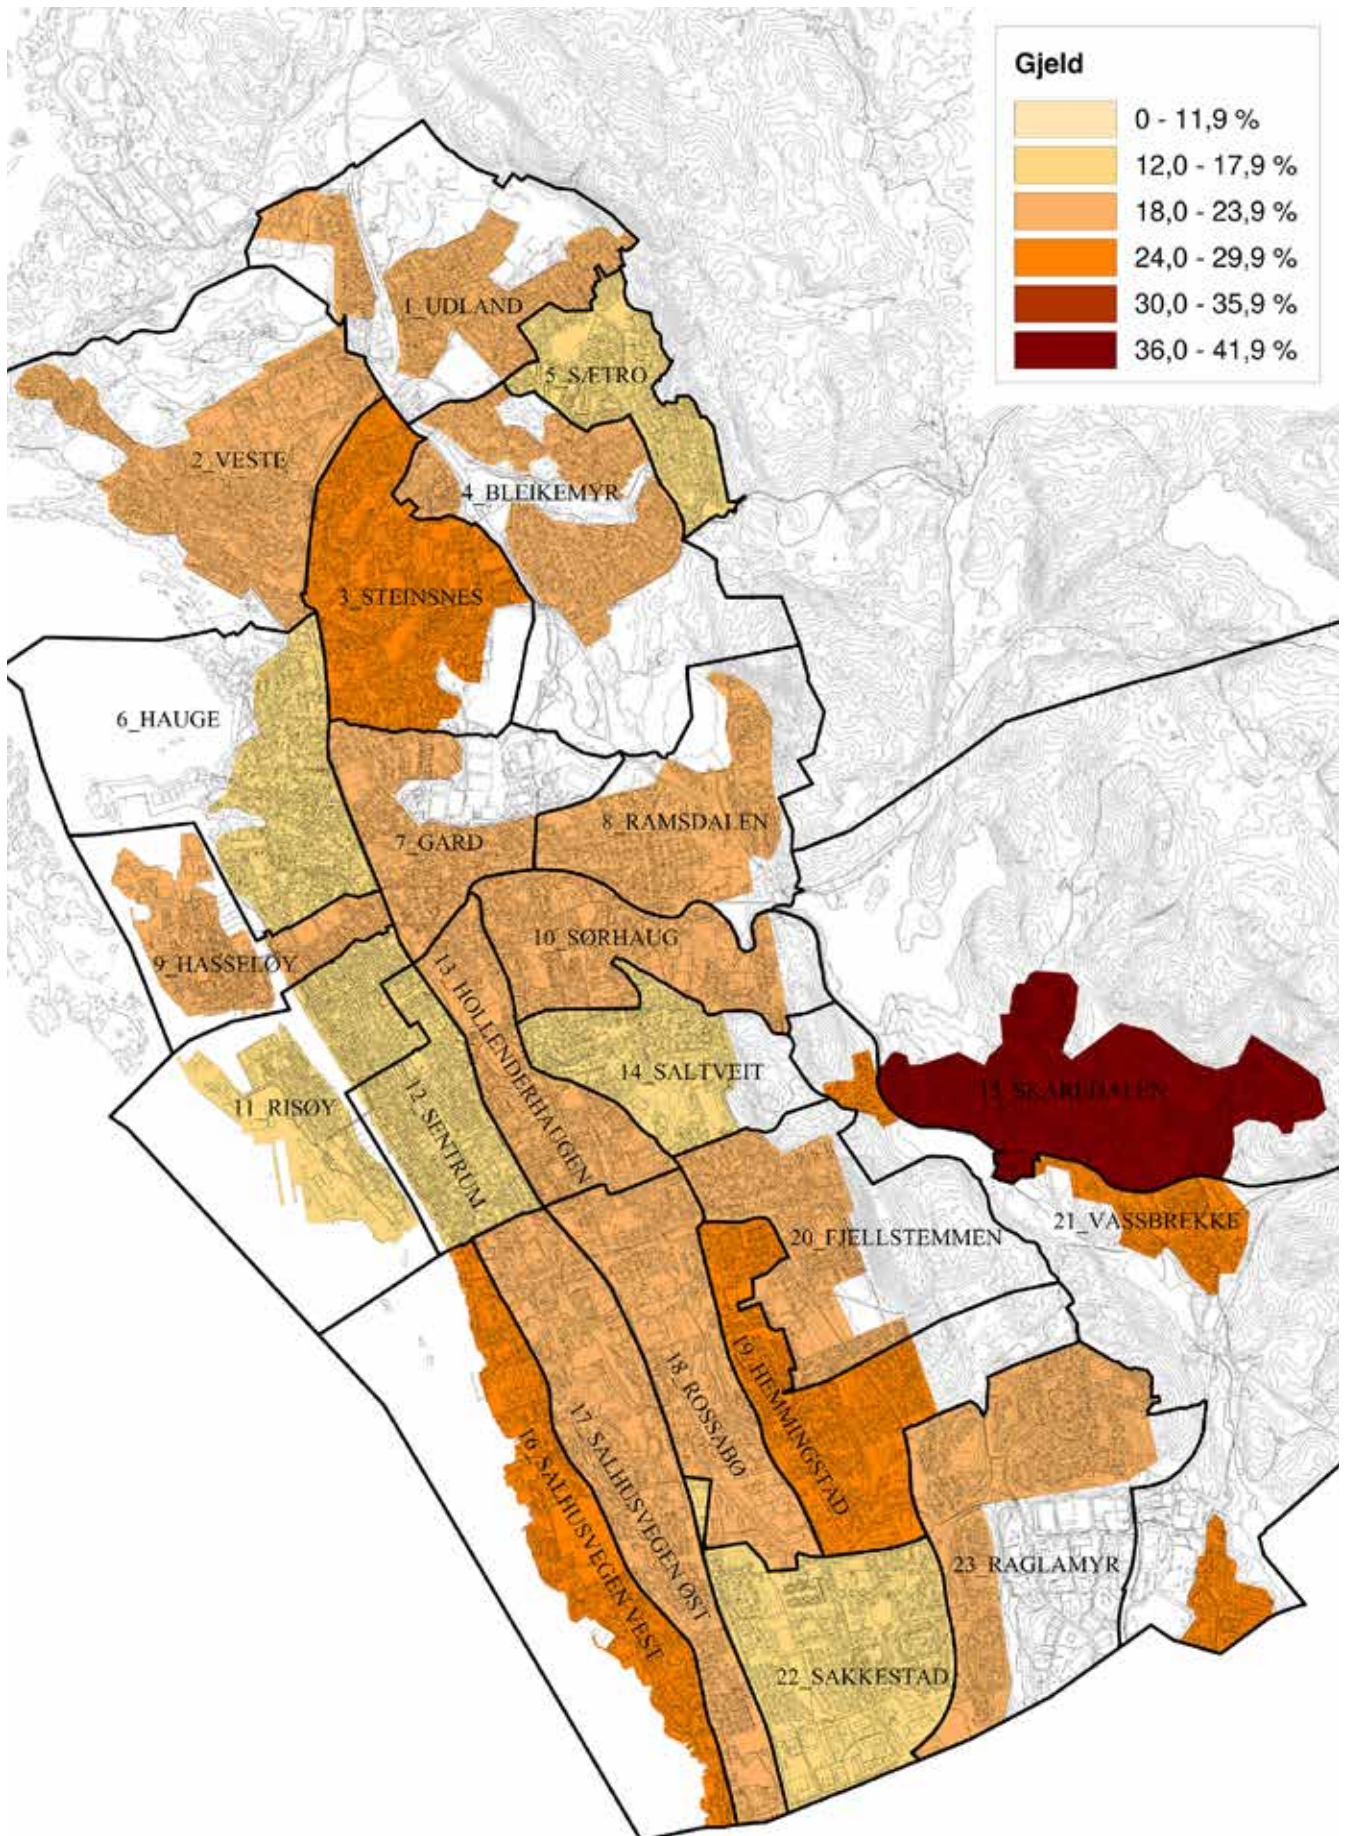 Gjeld
0 - 11,9 %
12,0 - 17,9 %
18,0 - 23,9 %
24,0 - 29,9 %
30,0 - 35,9 %
36,0 - 41,9 %
1_UDLAND
5_SÆTRO
2_VESTE
4_BLEIKEMYR
3_STEINSNES
6_HAUGE
7_GARD
8_RAMSDALEN
9_HASSELØY
10_SØRHAUG
13_HOLLENDERHAUGEN
14_SALTVEIT
15_SKAREDALEN
11_RISØY
12_SENTRUM
21_VASSBREKKE
20_FJELLSTEMMEN
19_HEMMINGSTAD
18_ROSSABØ
17_SALHUSVEGEN ØST
16_SALHUSVEGEN VEST
23_RAGLAMYR
22_SAKKESTAD